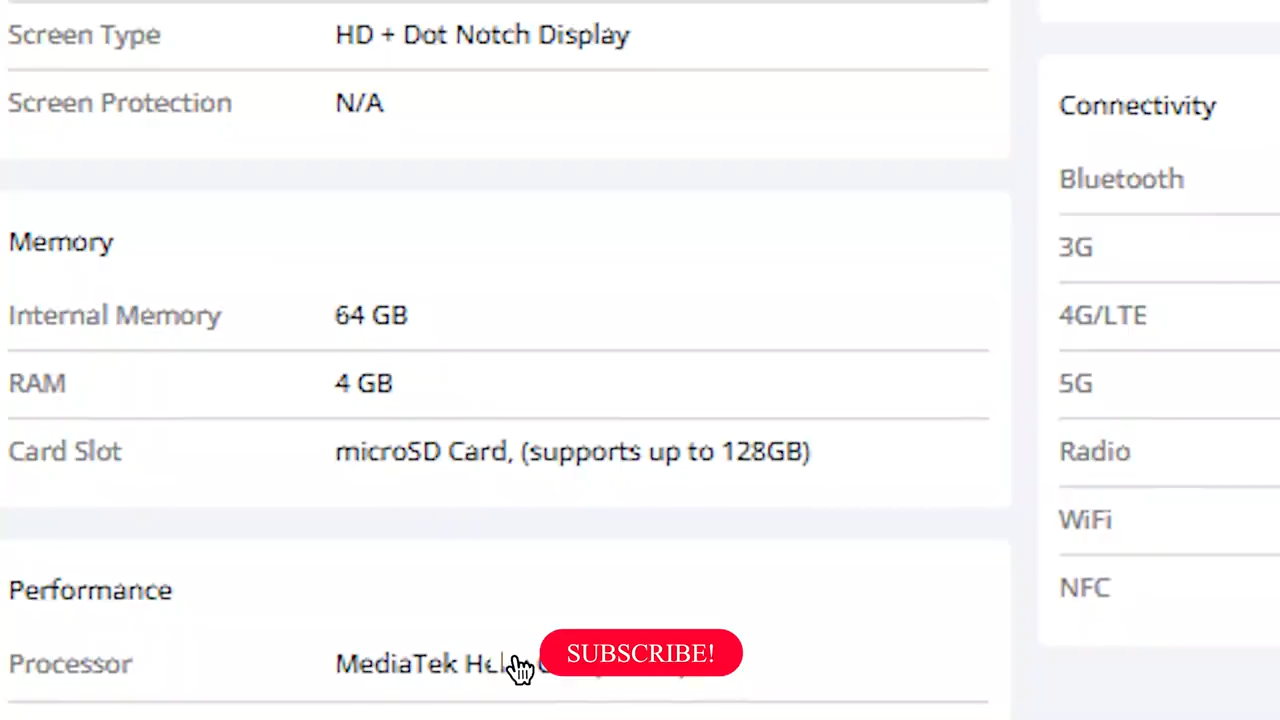 Screen Type HD + Dot Notch Display
Screen Protection N/A
Memory
Internal Memory 64 GB
RAM 4 GB
Card Slot microSD Card, (supports up to 128GB)
Performance
Processor MediaTek
SUBSCRIBE!
Connectivity
Bluetooth
3G
4G/LTE
5G
Radio
WiFi
NFC